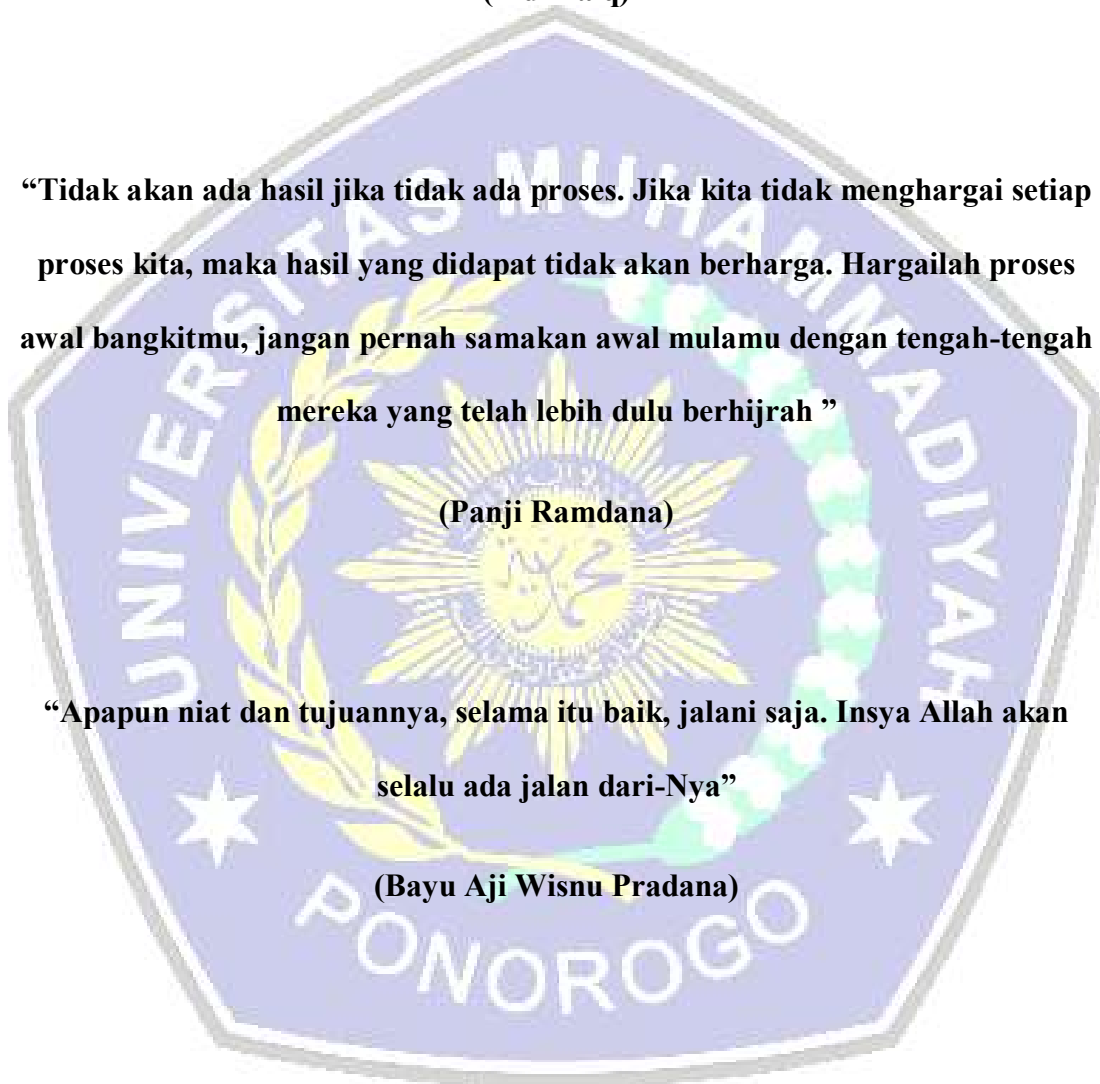 “Tidak akan ada hasil jika tidak ada proses. Jika kita tidak menghargai setiap
proses kita, maka hasil yang didapat tidak akan berharga. Hargailah proses
awal bangkitmu, jangan pernah samakan awal mulamu dengan tengah-tengah
mereka yang telah lebih dulu berhijrah ”
(Panji Ramdana)
“Apapun niat dan tujuannya, selama itu baik, jalani saja. Insya Allah akan
selalu ada jalan dari-Nya”
(Bayu Aji Wisnu Pradana)
UNIVERSITAS MUHAMMADIYAH
PONOROGO